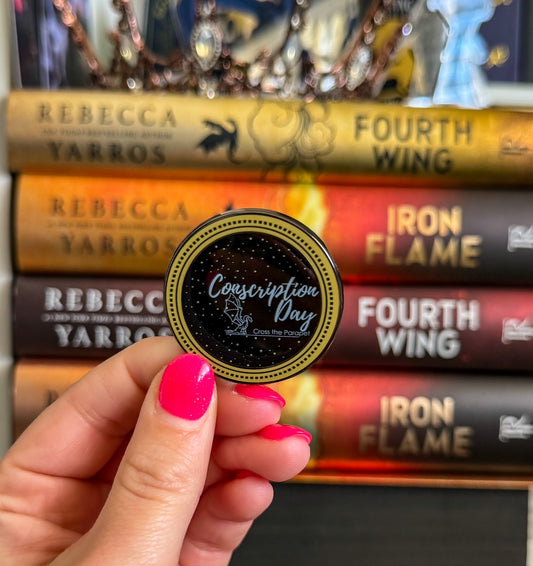 REBECCA
YARROS
FOURTH
WING
REBECCA
YARROS
IRON
FLAME
Conscription
Day
Cross the Parapet
REBECCA
YARROS
FOURTH
WING
IRON
FLAME